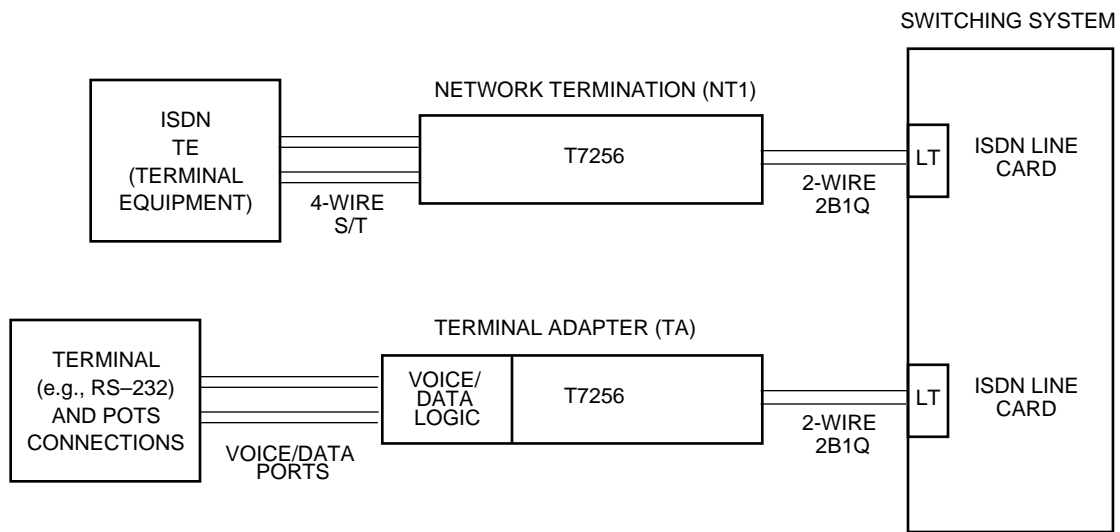 SWITCHING SYSTEM
NETWORK TERMINATION (NT1)
ISDN
TE
(TERMINAL
EQUIPMENT)
4-WIRE
S/T
T7256
2-WIRE
2B1Q
LT
ISDN LINE
CARD
TERMINAL ADAPTER (TA)
TERMINAL
(e.g., RS–232)
AND POTS
CONNECTIONS
VOICE/DATA
PORTS
VOICE/
DATA
LOGIC
T7256
2-WIRE
2B1Q
LT
ISDN LINE
CARD